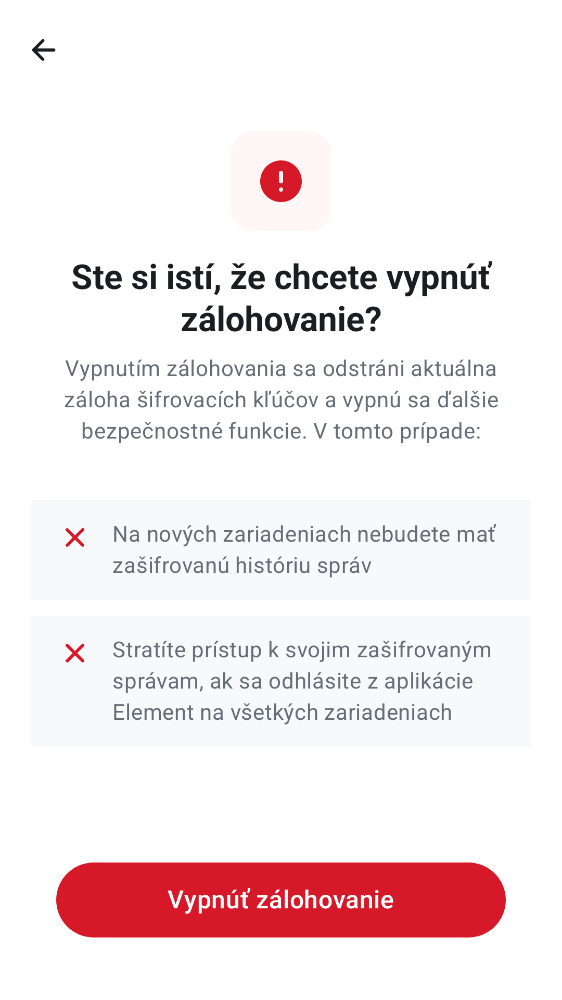 Ste si istí, že chcete vypnúť
zálohovanie?
Vypnutím zálohovania sa odstráni aktuálna
záloha šifrovacích kľúčov a vypnú sa ďalšie
bezpečnostné funkcie. V tomto prípade:
Na nových zariadeniach nebudete mať
zašifrovanú históriu správ
Stratíte prístup k svojim zašifrovaným
správam, ak sa odhlásite z aplikácie
Element na všetkých zariadeniach
Vypnúť zálohovanie